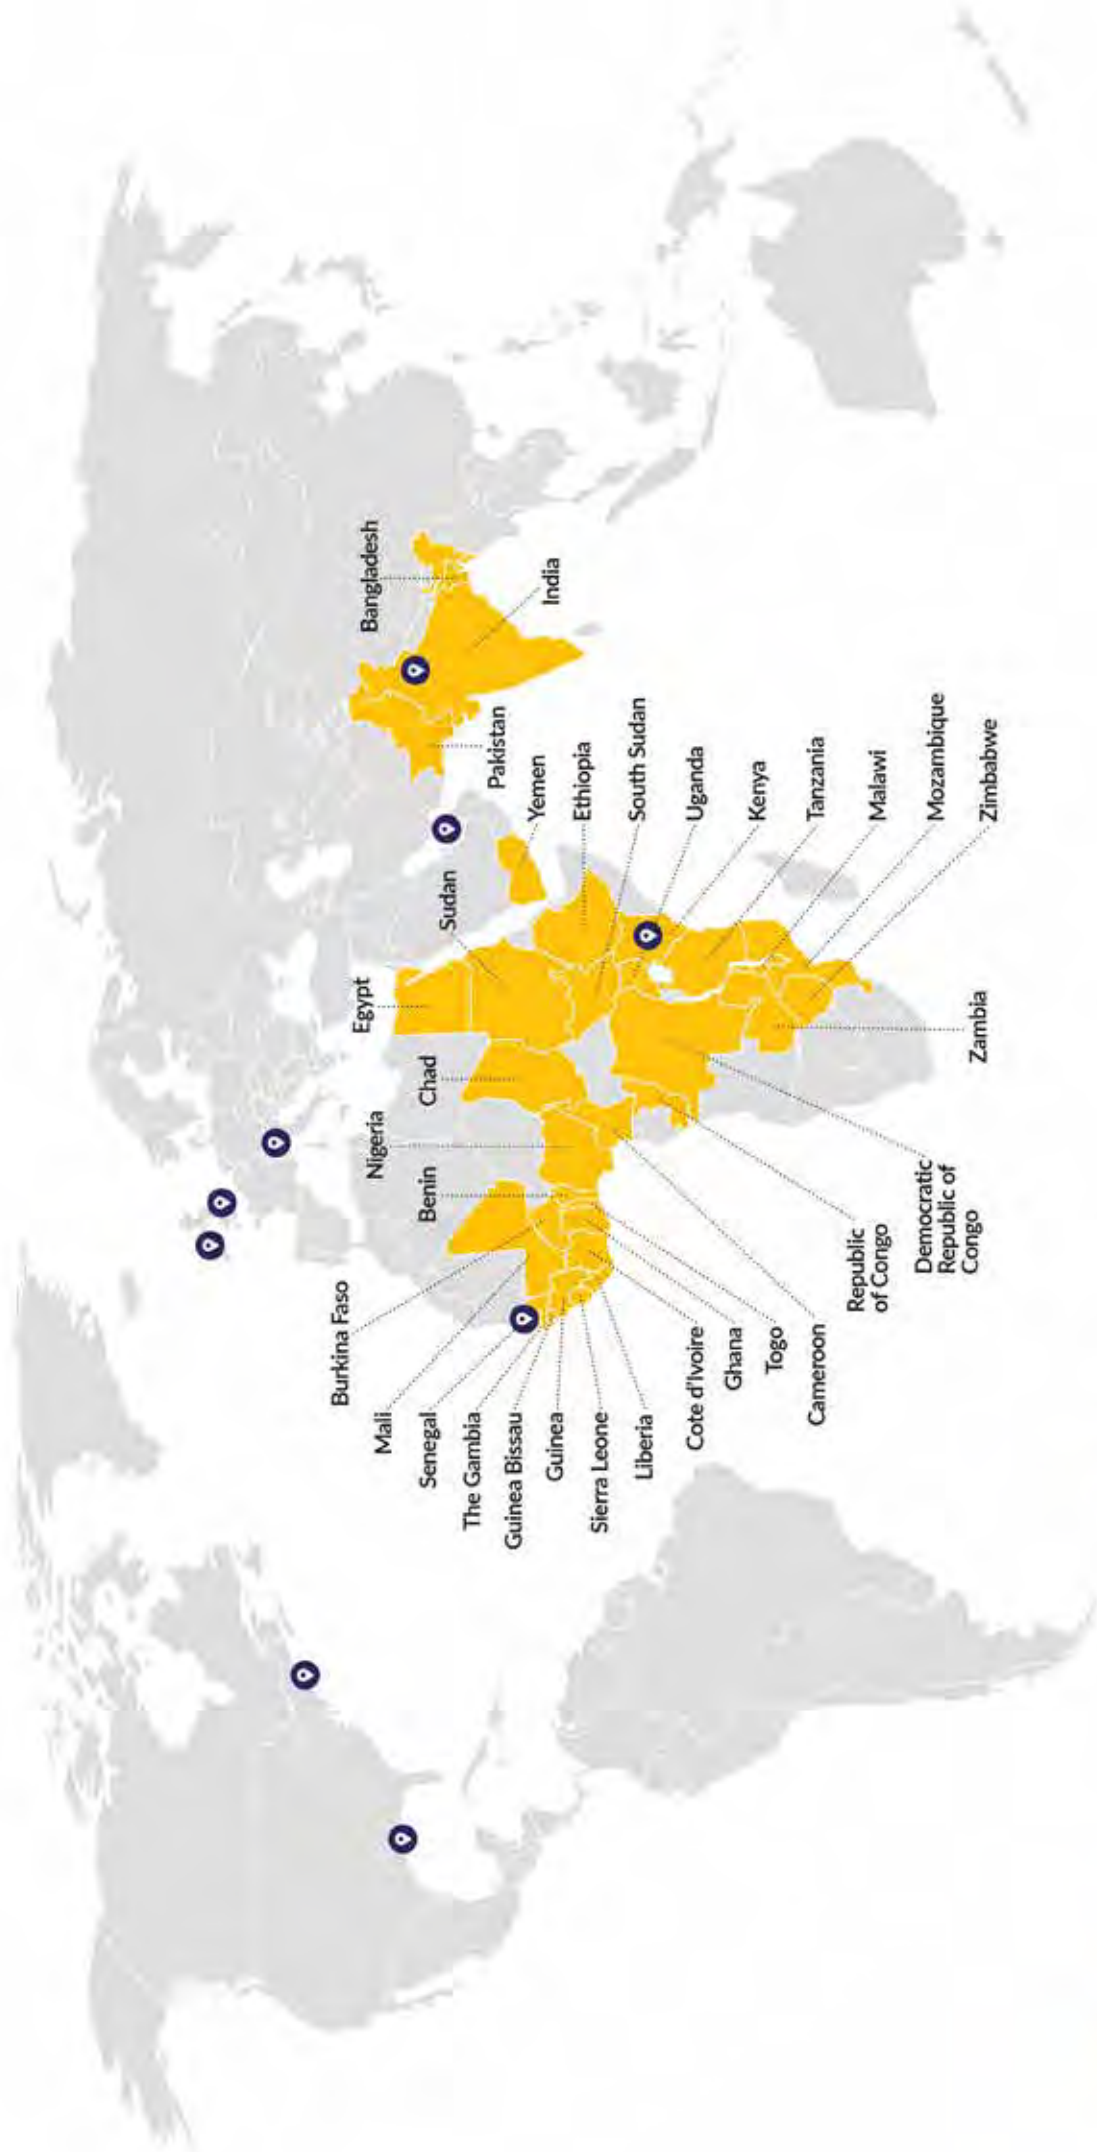 Burkina Faso
Mali
Senegal
The Gambia
Guinea Bissau
Guinea
Sierra Leone
Liberia
Cote d'Ivoire
Ghana
Togo
Cameroon
Republic
of Congo
Democratic
Republic of
Congo
Benin
Nigeria
Chad
Egypt
Sudan
Zambia
Yemen
Ethiopia
South Sudan
Uganda
Kenya
Tanzania
Malawi
Mozambique
Zimbabwe
Pakistan
Bangladesh
India